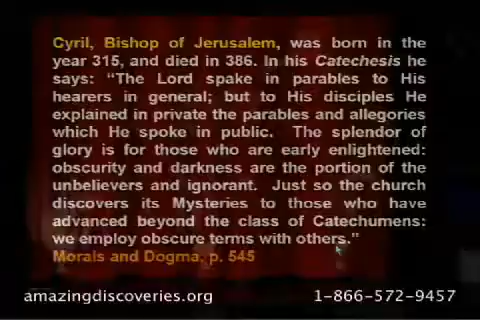 Cyril, Bishop of Jerusalem, was born in the
year 315, and died in 386. In his Catechesis he
says: “The Lord spake in parables to His
hearers in general; but to His disciples He
explained in private the parables and allegories
which He spoke in public. The splendor of
glory is for those who are early enlightened:
obscurity and darkness are the portion of the
unbelievers and ignorant. Just so the church
discovers its Mysteries to those who have
advanced beyond the class of Catechumens:
we employ obscure terms with others.”
Morals and Dogma, p. 545
amazingdiscoveries.org 1-866-572-9457